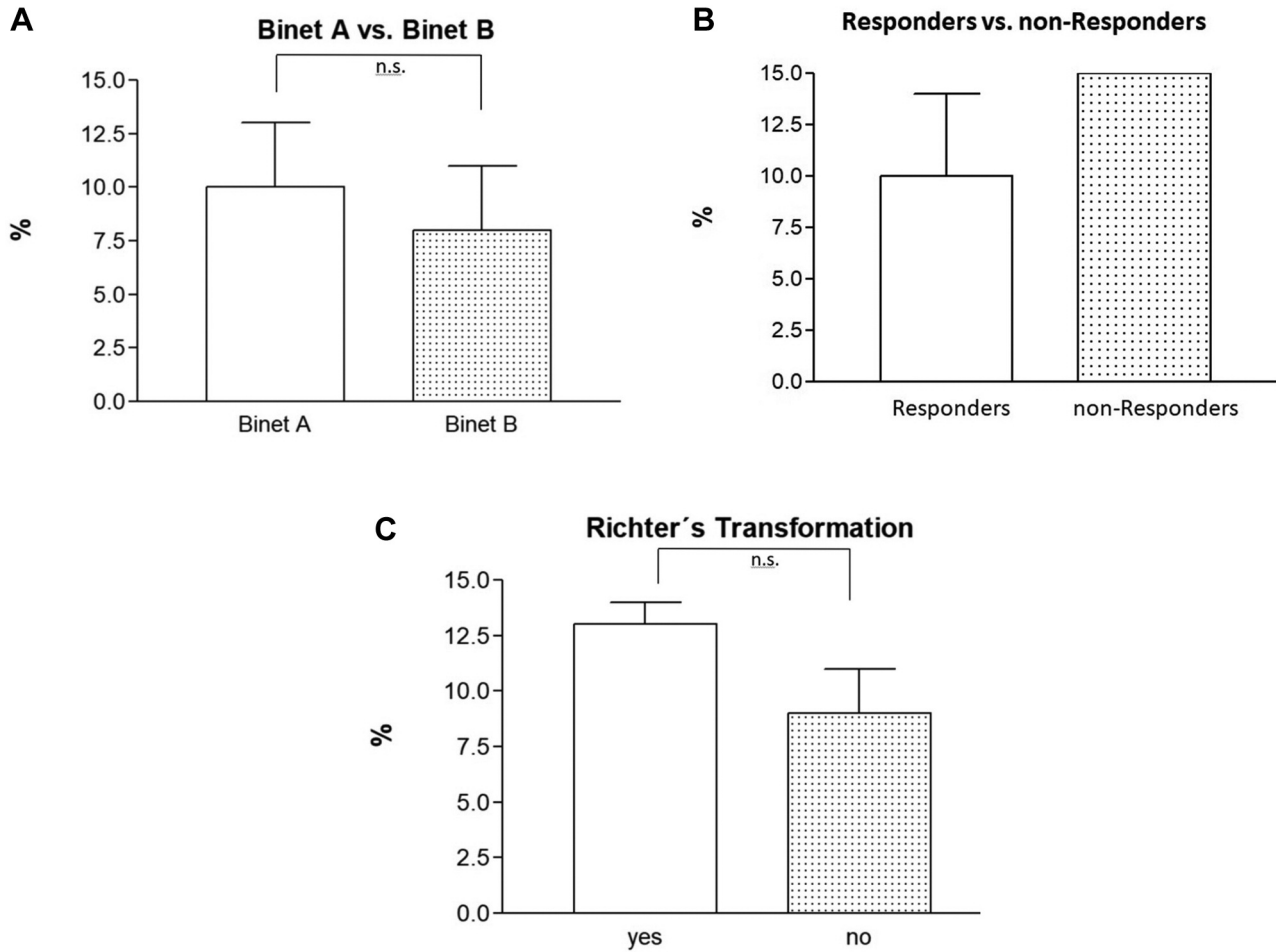 A
Binet A vs. Binet B
n.s.
15.0
12.5
10.0
7.5
5.0
2.5
0.0
%
Binet A
Binet B
B
Responders vs. non-Responders
15.0
12.5
10.0
7.5
5.0
2.5
0.0
%
Responders
non-Responders
C
Richter´s Transformation
n.s.
15.0
12.5
10.0
7.5
5.0
2.5
0.0
%
yes
no